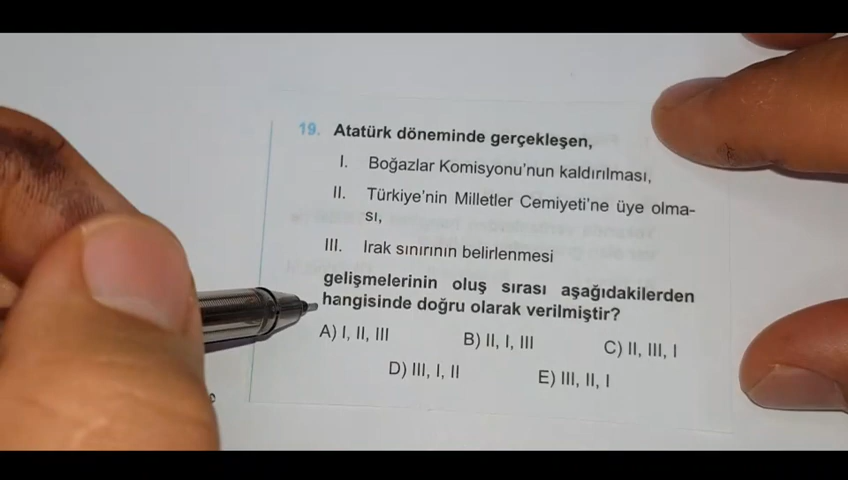 19. Atatürk döneminde gerçekleşen,
I. Boğazlar Komisyonu'nun kaldırılması,
II. Türkiye'nin Milletler Cemiyeti'ne üye olma-
sı,
III. Irak sınırının belirlenmesi
gelişmelerinin oluş sırası aşağıdakilerden
hangisinde doğru olarak verilmiştir?
A) I, II, III B) II, I, III C) II, III, I
D) III, I, II E) III, II, I